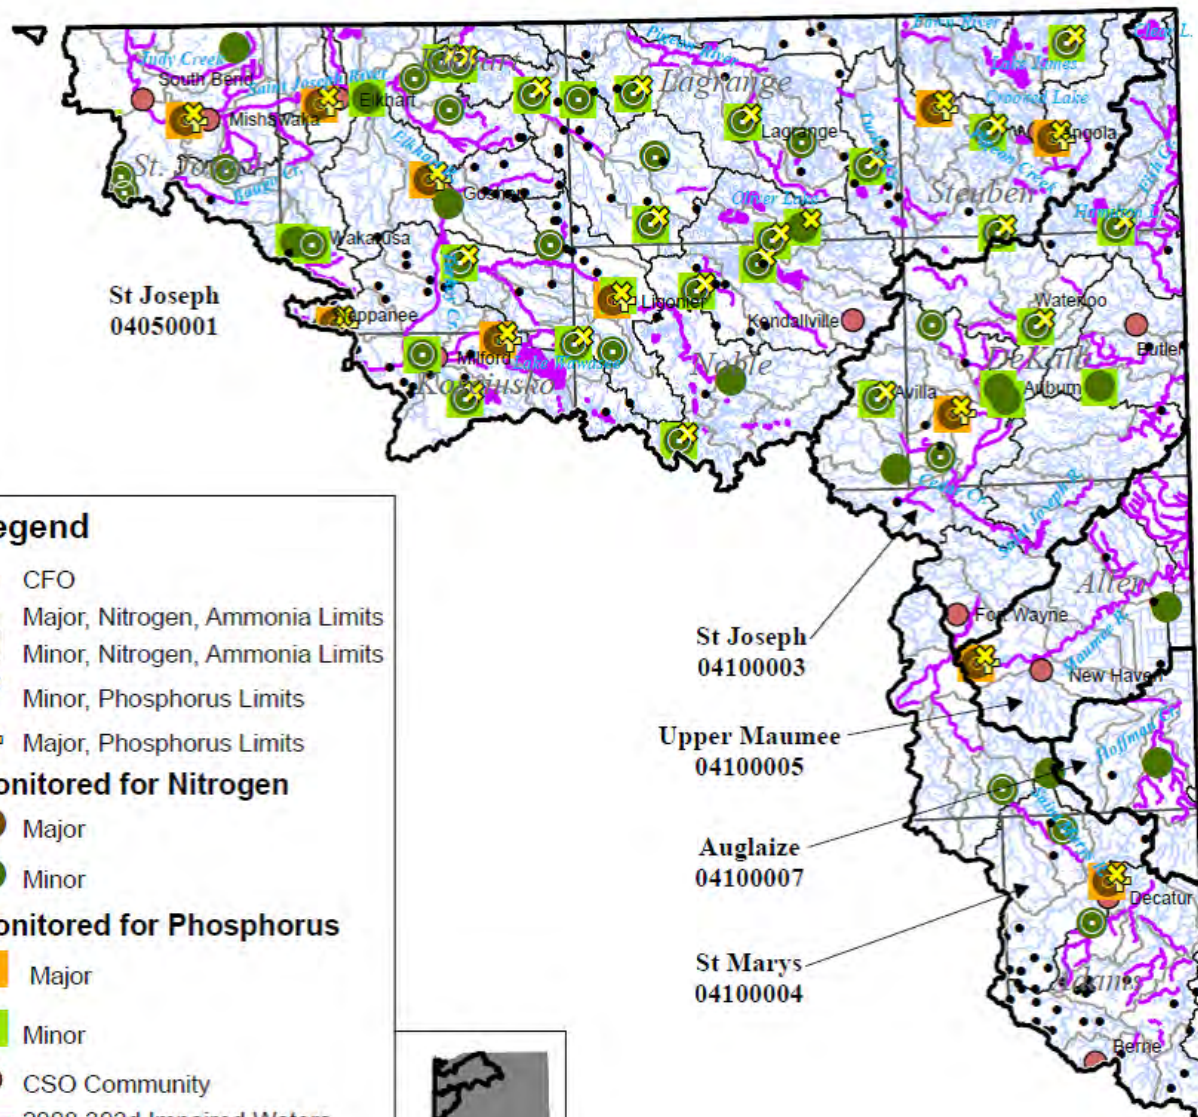 Fawn River
Clear L.
Judy Creek
Pigeon River
Lake James
South Bend
Saint Joseph River
Lagrange
Crooked Lake
Elkhart
Mishawaka
Lagrange
Angola
St. Joseph
Baugo Cr.
Goshen
Steuben
Oliver Lake
Wakarusa
St Joseph
04050001
Ligonier
Waterloo
Nappanee
Kendallville
Butler
Milford
Lake Wawasee
Noble
DeKalb
Kosciusko
Avilla
Auburn
Cedar Cr.
Saint Joseph R.
egend
CFO
Major, Nitrogen, Ammonia Limits
Minor, Nitrogen, Ammonia Limits
Minor, Phosphorus Limits
Major, Phosphorus Limits
onitored for Nitrogen
Major
Minor
onitored for Phosphorus
Major
Minor
CSO Community
Allen
Fort Wayne
St Joseph
04100003
Maumee R.
New Haven
Upper Maumee
04100005
Hoffman Cr.
Auglaize
04100007
Decatur
St Marys
04100004
Adams
Berne